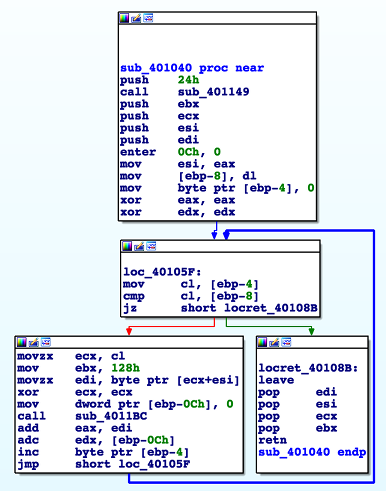 sub_401040 proc near
push 24h
call sub_401149
push ebx
push ecx
push esi
push edi
enter 0Ch, 0
mov esi, eax
mov [ebp-8], dl
mov byte ptr [ebp-4], 0
xor eax, eax
xor edx, edx
loc_40105F:
mov cl, [ebp-4]
cmp cl, [ebp-8]
jz short locret_40108B
movzx ecx, cl
mov ebx, 128h
movzx edi, byte ptr [ecx+esi]
xor ecx, ecx
mov dword ptr [ebp-0Ch], 0
call sub_4011BC
add eax, edi
adc edx, [ebp-0Ch]
inc byte ptr [ebp-4]
jmp short loc_40105F
locret_40108B:
leave
pop edi
pop esi
pop ecx
pop ebx
retn
sub_401040 endp